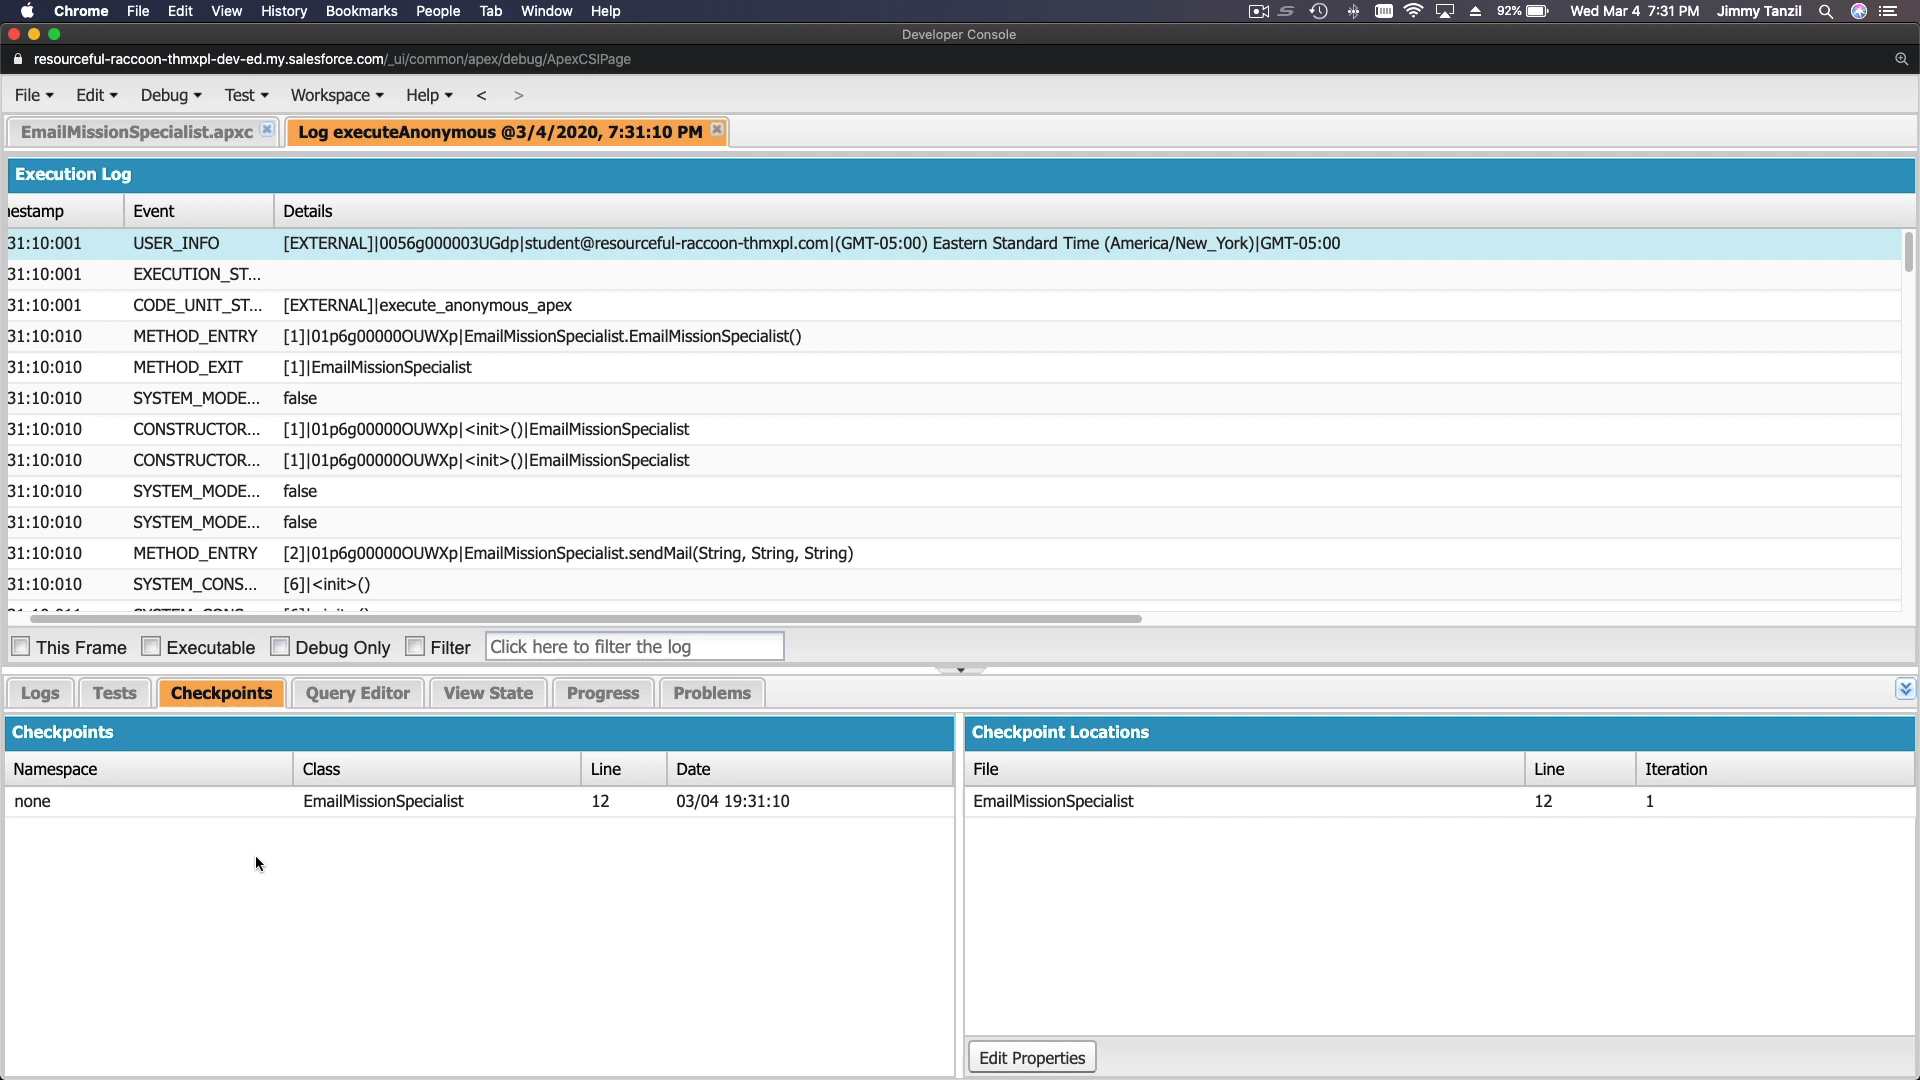 Chrome File Edit View History Bookmarks People Tab Window Help 92% Wed Mar 4 7:31 PM Jimmy Tanzil
Developer Console
resourceful-raccoon-thmxpl-dev-ed.my.salesforce.com/_ui/common/apex/debug/ApexCSIPage
File Edit Debug Test Workspace Help < >
EmailMissionSpecialist.apxc Log executeAnonymous @3/4/2020, 7:31:10 PM
Execution Log
nestamp Event Details
31:10:001 USER_INFO [EXTERNAL]|0056g000003UGdp|student@resourceful-raccoon-thmxpl.com|(GMT-05:00) Eastern Standard Time (America/New_York)|GMT-05:00
31:10:001 EXECUTION_ST...
31:10:001 CODE_UNIT_ST... [EXTERNAL]|execute_anonymous_apex
31:10:010 METHOD_ENTRY [1]|01p6g00000OUWXp|EmailMissionSpecialist.EmailMissionSpecialist()
31:10:010 METHOD_EXIT [1]|EmailMissionSpecialist
31:10:010 SYSTEM_MODE... false
31:10:010 CONSTRUCTOR... [1]|01p6g00000OUWXp|<init>()|EmailMissionSpecialist
31:10:010 CONSTRUCTOR... [1]|01p6g00000OUWXp|<init>()|EmailMissionSpecialist
31:10:010 SYSTEM_MODE... false
31:10:010 SYSTEM_MODE... false
31:10:010 METHOD_ENTRY [2]|01p6g00000OUWXp|EmailMissionSpecialist.sendMail(String, String, String)
31:10:010 SYSTEM_CONS... [6]|<init>()
This Frame Executable Debug Only Filter Click here to filter the log
Logs Tests Checkpoints Query Editor View State Progress Problems
Checkpoints Checkpoint Locations
Namespace Class Line Date File Line Iteration
none EmailMissionSpecialist 12 03/04 19:31:10 EmailMissionSpecialist 12 1
Edit Properties